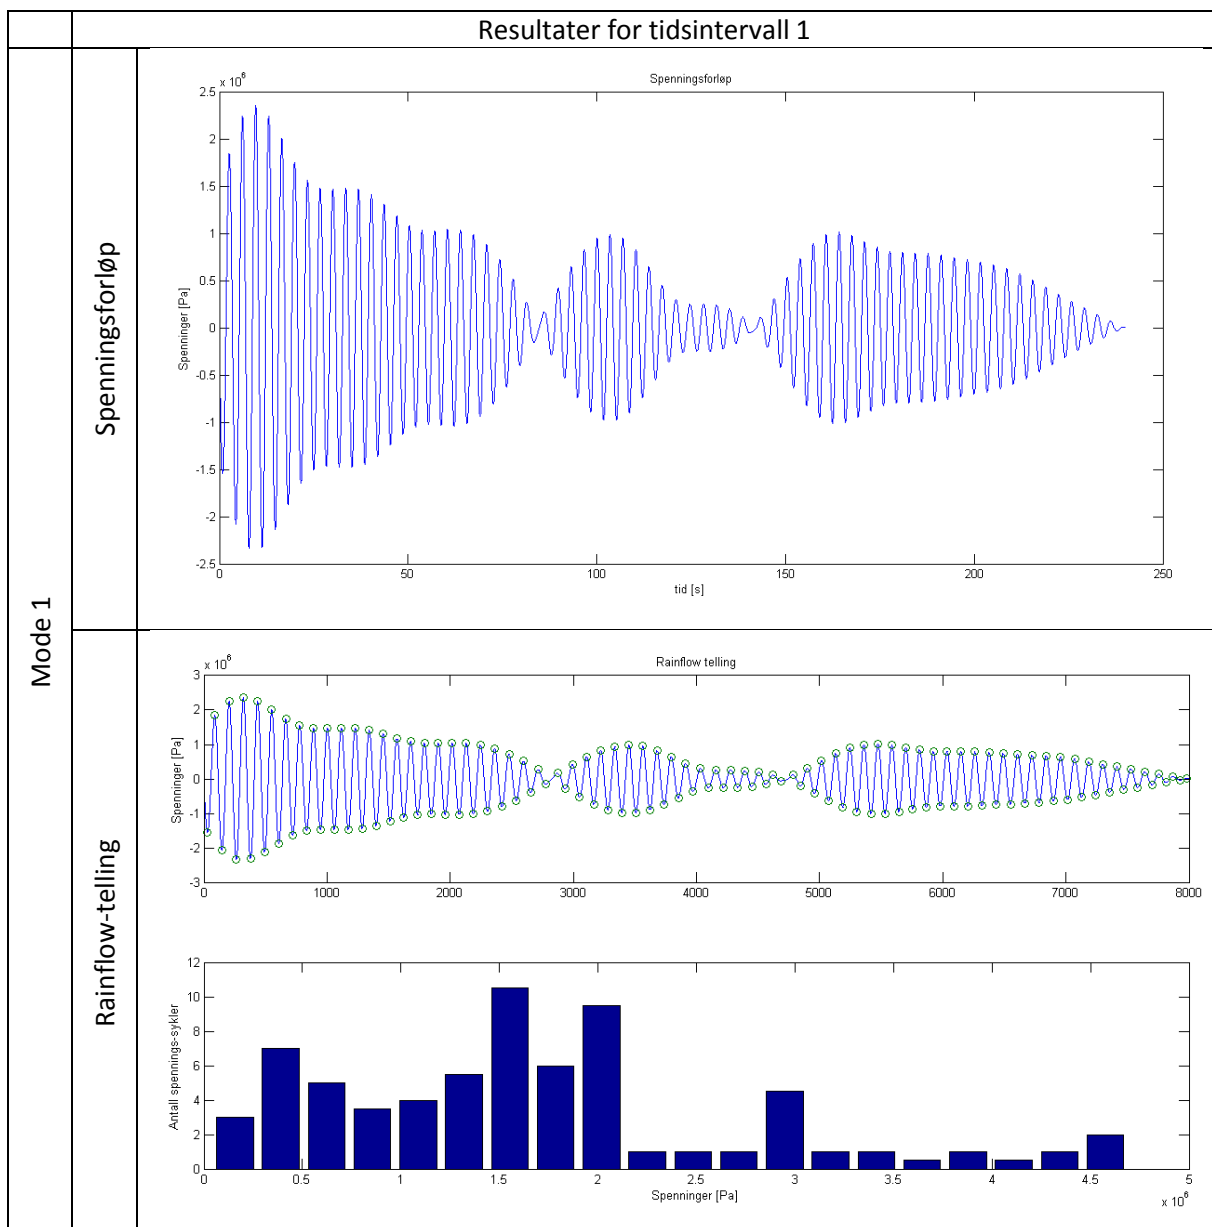 Resultater for tidsintervall 1
Mode 1
Spenningsforløp
Spenningsforløp
x 10^6
2.5
2
1.5
1
0.5
0
-0.5
-1
-1.5
-2
-2.5
Spenninger [Pa]
0 50 100 150 200 250
tid [s]
Rainflow-telling
Rainflow telling
x 10^6
3
2
1
0
-1
-2
-3
Spenninger [Pa]
0 1000 2000 3000 4000 5000 6000 7000 8000
12
10
8
6
4
2
0
Antall spennings-sykler
0 0.5 1 1.5 2 2.5 3 3.5 4 4.5 5
Spenninger [Pa]
x 10^6